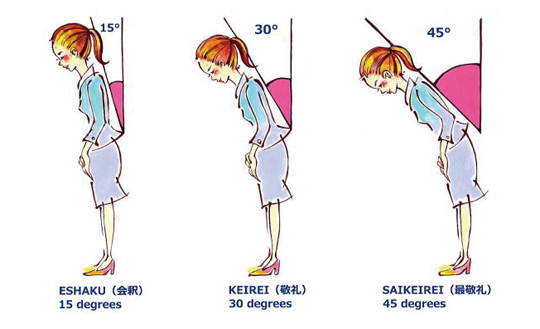 15°
30°
45°
ESHAKU（会釈）
15 degrees
KEIREI（敬礼）
30 degrees
SAIKEIREI（最敬礼）
45 degrees